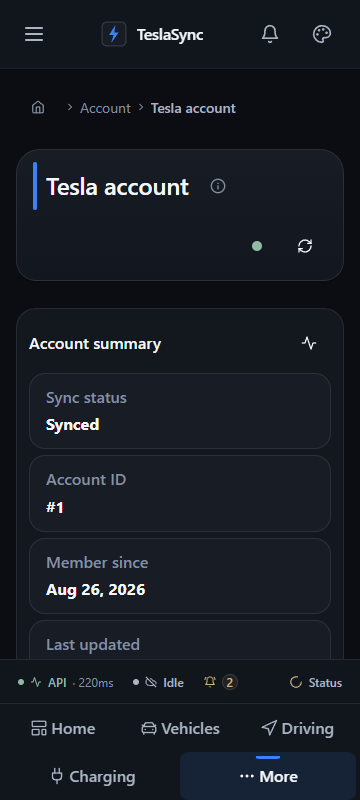 TeslaSync
Account Tesla account
Tesla account
Account summary
Sync status
Synced
Account ID
#1
Member since
Aug 26, 2026
Last updated
API · 220ms Idle 2 Status
Home Vehicles Driving
Charging More